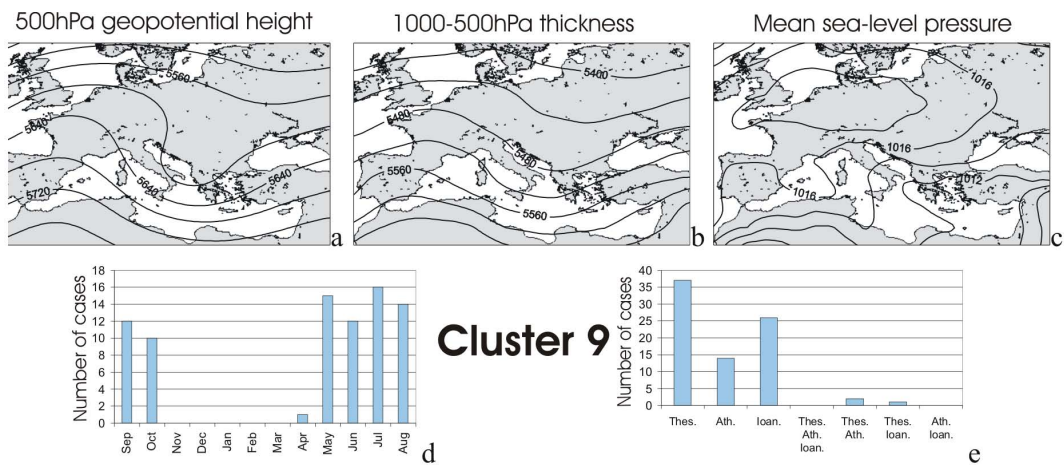 500hPa geopotential height
1000-500hPa thickness
Mean sea-level pressure
5560
5640
5720
5640
5640
a
5400
5480
5480
5560
5560
b
1016
1016
1016
1012
c
Number of cases
18
16
14
12
10
8
6
4
2
0
Sep
Oct
Nov
Dec
Jan
Feb
Mar
Apr
May
Jun
Jul
Aug
d
Cluster 9
Number of cases
40
35
30
25
20
15
10
5
0
Thes.
Ath.
Ioan.
Thes. Ath. Ioan.
Thes. Ath.
Thes. Ioan.
Ath. Ioan.
e